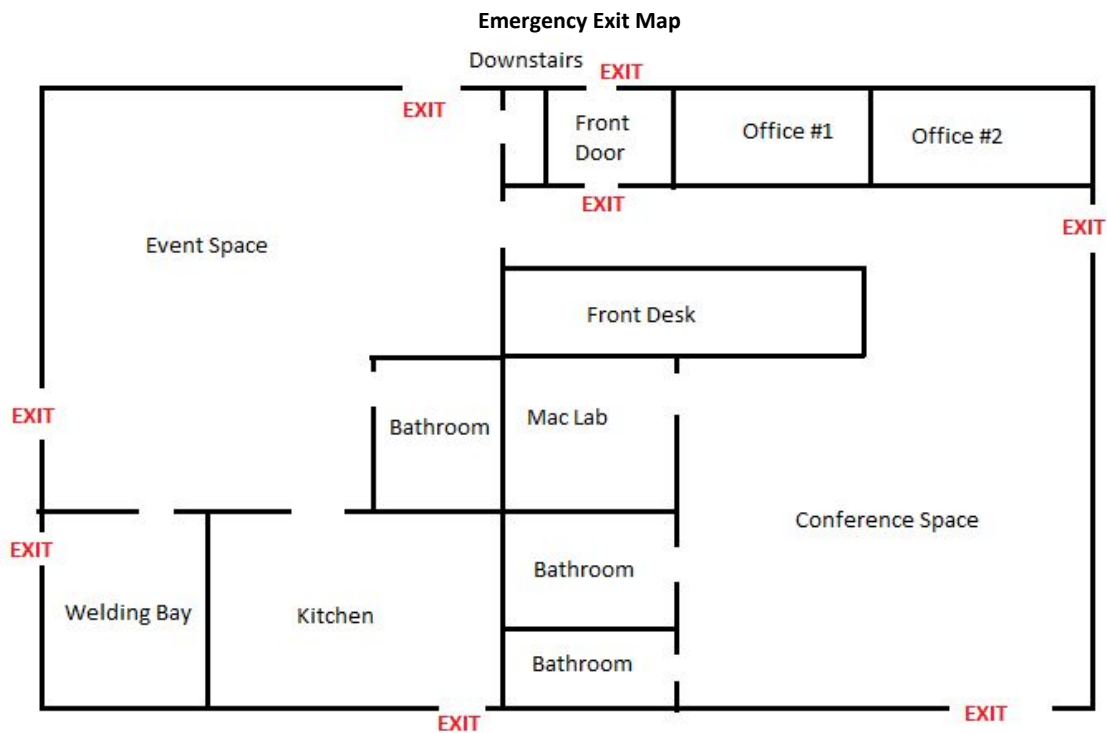 Emergency Exit Map
Downstairs
EXIT
EXIT
Front
Door
Office #1
Office #2
EXIT
EXIT
Event Space
Front Desk
EXIT
Bathroom
Mac Lab
Conference Space
EXIT
Bathroom
Welding Bay
Kitchen
Bathroom
EXIT
EXIT